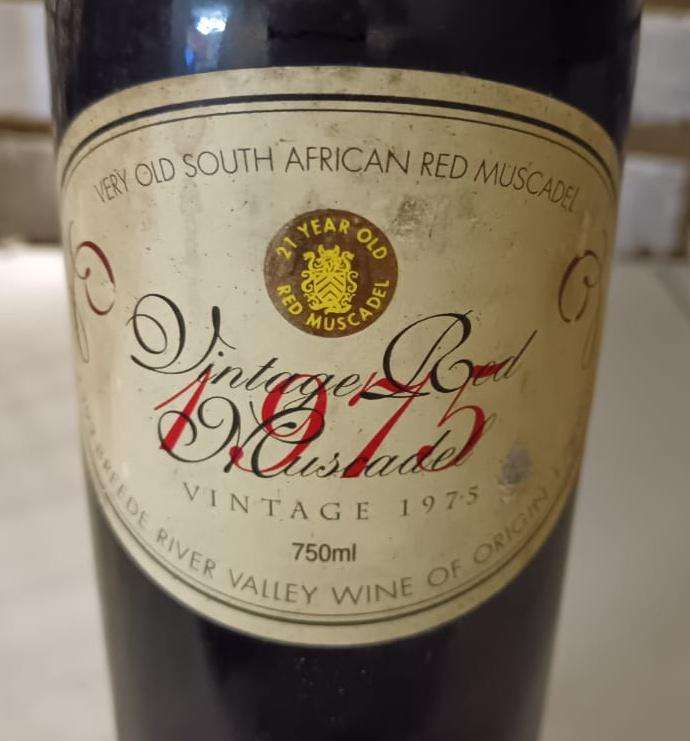 VERY OLD SOUTH AFRICAN RED MUSCADEL
21 YEAR OLD
RED MUSCADEL
Vintage Red
1975
Muscadel
VINTAGE 1975
750ml
BREEDE RIVER VALLEY WINE OF ORIGIN